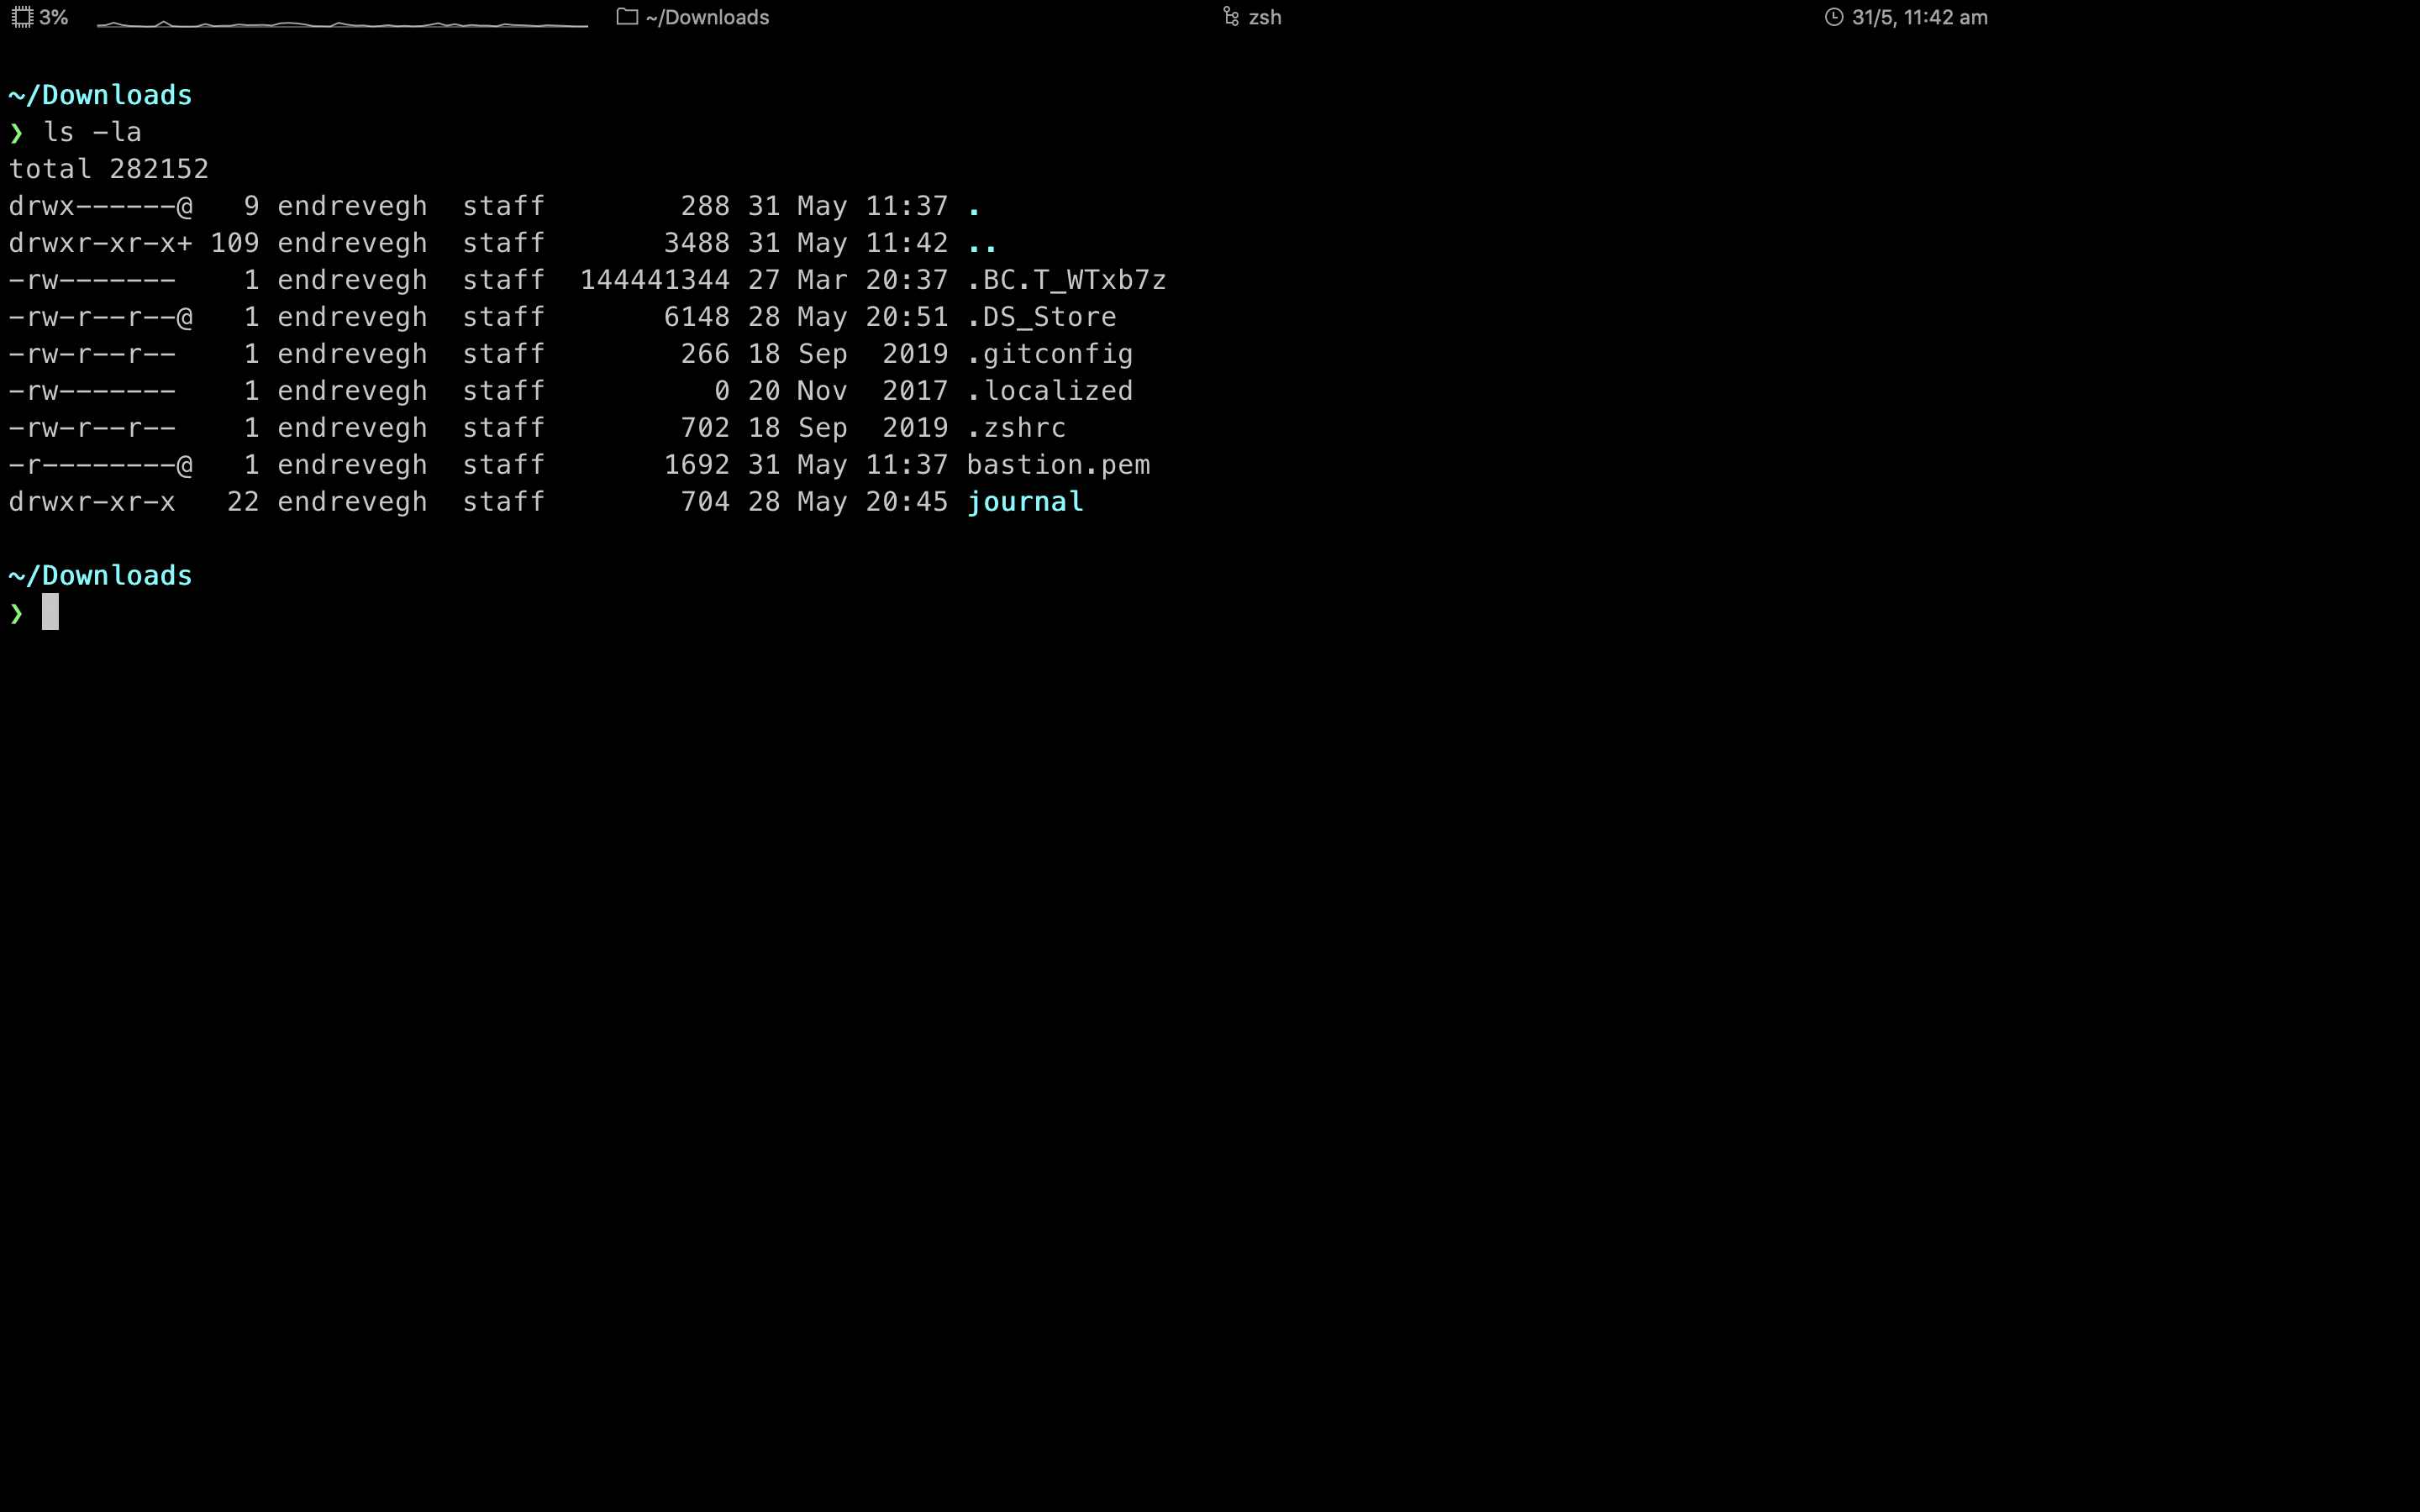 3% ~/Downloads zsh 31/5, 11:42 am
~/Downloads
❯ ls -la
total 282152
drwx------@   9 endrevegh  staff        288 31 May 11:37 .
drwxr-xr-x+ 109 endrevegh  staff       3488 31 May 11:42 ..
-rw-------    1 endrevegh  staff  144441344 27 Mar 20:37 .BC.T_WTxb7z
-rw-r--r--@   1 endrevegh  staff       6148 28 May 20:51 .DS_Store
-rw-r--r--    1 endrevegh  staff        266 18 Sep  2019 .gitconfig
-rw-------    1 endrevegh  staff          0 20 Nov  2017 .localized
-rw-r--r--    1 endrevegh  staff        702 18 Sep  2019 .zshrc
-r--------@   1 endrevegh  staff       1692 31 May 11:37 bastion.pem
drwxr-xr-x   22 endrevegh  staff        704 28 May 20:45 journal
~/Downloads
❯